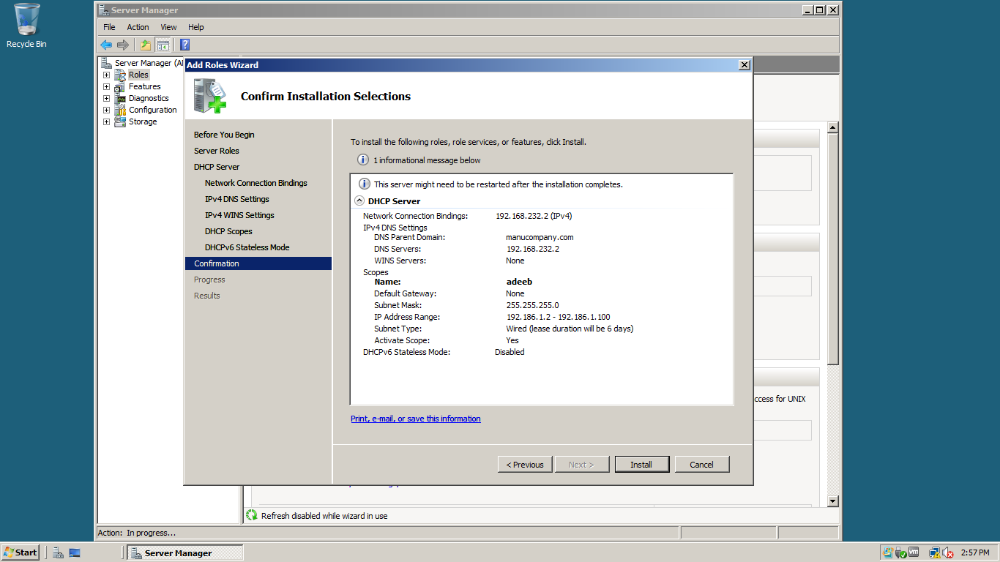 Recycle Bin
Server Manager
File Action View Help
Server Manager (A
Roles
Features
Diagnostics
Configuration
Storage
Add Roles Wizard
Confirm Installation Selections
Before You Begin
Server Roles
DHCP Server
Network Connection Bindings
IPv4 DNS Settings
IPv4 WINS Settings
DHCP Scopes
DHCPv6 Stateless Mode
Confirmation
Progress
Results
To install the following roles, role services, or features, click Install.
1 informational message below
This server might need to be restarted after the installation completes.
DHCP Server
Network Connection Bindings: 192.168.232.2 (IPv4)
IPv4 DNS Settings
DNS Parent Domain: manucompany.com
DNS Servers: 192.168.232.2
WINS Servers: None
Scopes
Name: adeeb
Default Gateway: None
Subnet Mask: 255.255.255.0
IP Address Range: 192.186.1.2 - 192.186.1.100
Subnet Type: Wired (lease duration will be 6 days)
Activate Scope: Yes
DHCPv6 Stateless Mode: Disabled
Print, e-mail, or save this information
< Previous Next > Install Cancel
ccess for UNIX
Refresh disabled while wizard in use
Action: In progress...
Start Server Manager 2:57 PM